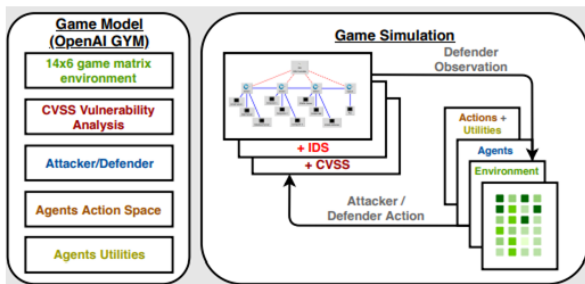 Game Model
(OpenAI GYM)
14x6 game matrix
environment
CVSS Vulnerability
Analysis
Attacker/Defender
Agents Action Space
Agents Utilities
Game Simulation
Defender
Observation
+ IDS
+ CVSS
Actions +
Utilities
Agents
Environment
Attacker /
Defender Action